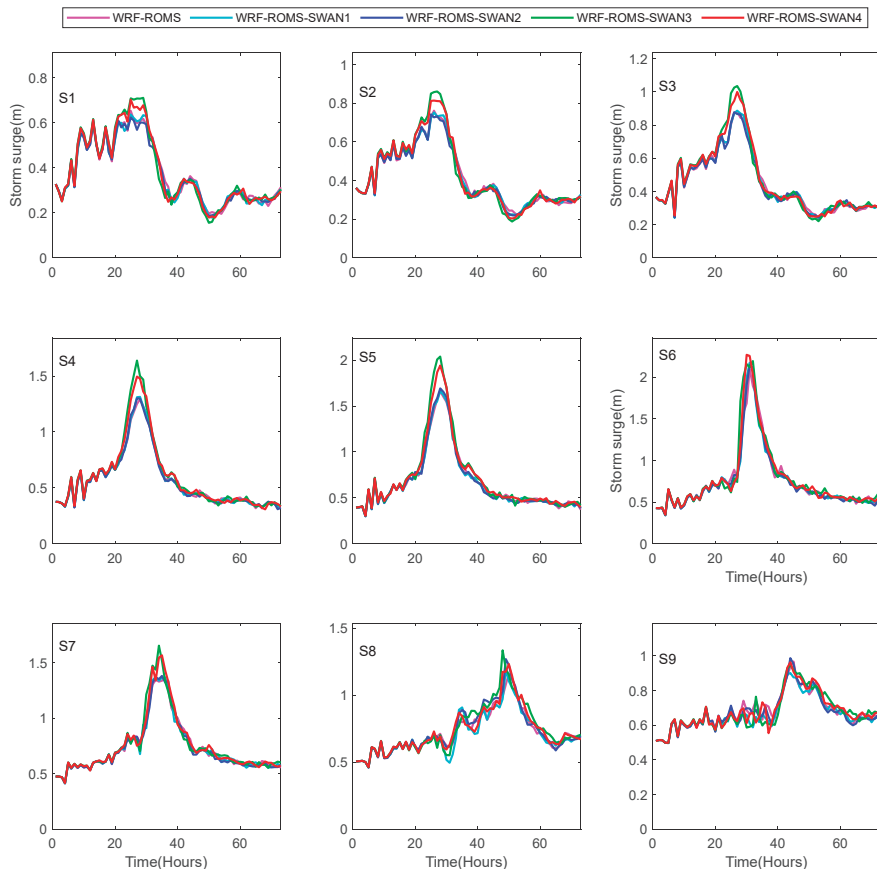 WRF-ROMS WRF-ROMS-SWAN1 WRF-ROMS-SWAN2 WRF-ROMS-SWAN3 WRF-ROMS-SWAN4
S1
Storm surge(m)
0.8
0.6
0.4
0.2
0
0 20 40 60
S2
1
0.8
0.6
0.4
0.2
0
0 20 40 60
S3
Storm surge(m)
1.2
1
0.8
0.6
0.4
0.2
0
0 20 40 60
S4
1.5
1
0.5
0
0 20 40 60
S5
2
1.5
1
0.5
0
0 20 40 60
S6
Storm surge(m)
2
1.5
1
0.5
0
0 20 40 60
Time(Hours)
S7
1.5
1
0.5
0
0 20 40 60
Time(Hours)
S8
1.5
1
0.5
0
0 20 40 60
Time(Hours)
S9
1
0.8
0.6
0.4
0.2
0
0 20 40 60
Time(Hours)